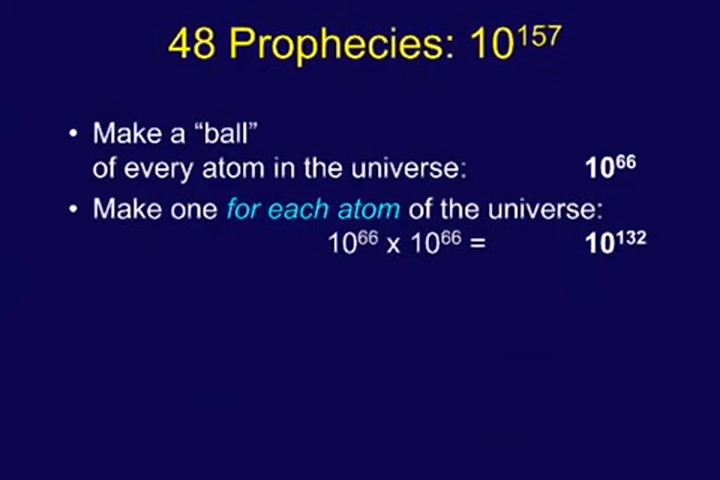 48 Prophecies: 10¹⁵⁷
• Make a “ball”
of every atom in the universe: 10⁶⁶
• Make one for each atom of the universe:
10⁶⁶ x 10⁶⁶ = 10¹³²